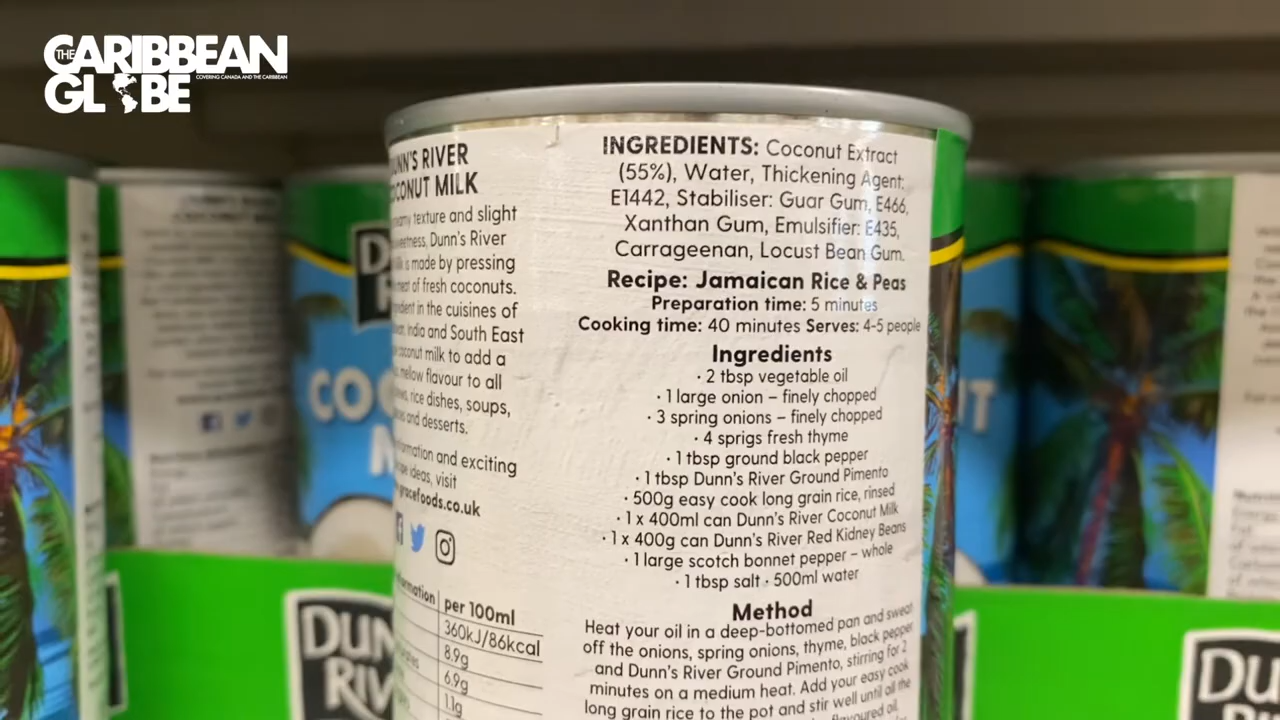 THE CARIBBEAN
COVERING CANADA AND THE CARIBBEAN
GLOBE
DUNN'S RIVER
COCONUT MILK
texture and slight
Dunn's River
is made by pressing
of fresh coconuts.
in the cuisines of
India and South East
coconut milk to add a
mellow flavour to all
rice dishes, soups,
and desserts.
and exciting
ideas, visit
gracefoods.co.uk
per 100ml
360kJ/86kcal
8.9g
6.9g
1.1g
INGREDIENTS: Coconut Extract
(55%), Water, Thickening Agent:
E1442, Stabiliser: Guar Gum, E466,
Xanthan Gum, Emulsifier: E435,
Carrageenan, Locust Bean Gum.
Recipe: Jamaican Rice & Peas
Preparation time: 5 minutes
Cooking time: 40 minutes Serves: 4-5 people
Ingredients
· 2 tbsp vegetable oil
· 1 large onion – finely chopped
· 3 spring onions – finely chopped
· 4 sprigs fresh thyme
· 1 tbsp ground black pepper
· 1 tbsp Dunn's River Ground Pimento
· 500g easy cook long grain rice, rinsed
· 1 x 400ml can Dunn's River Coconut Milk
· 1 x 400g can Dunn's River Red Kidney Beans
· 1 large scotch bonnet pepper – whole
· 1 tbsp salt · 500ml water
Method
Heat your oil in a deep-bottomed pan and sweat
off the onions, spring onions, thyme, black pepper
and Dunn's River Ground Pimento, stirring for 2
minutes on a medium heat. Add your easy cook
long grain rice to the pot and stir well until all the
flavoured oil.
COC
M
DUN
RIV
DU